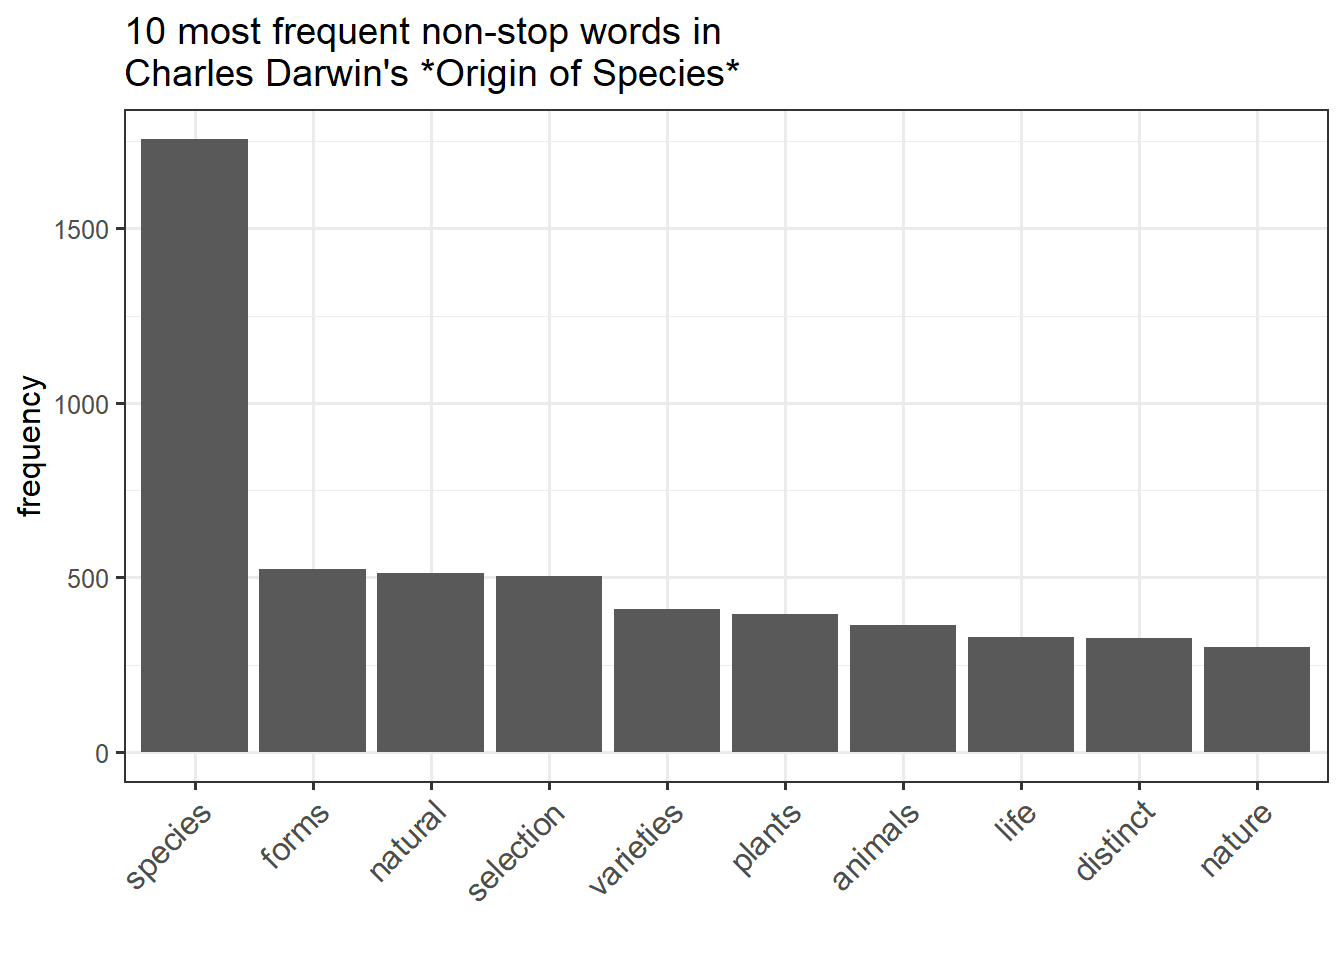 10 most frequent non-stop words in
Charles Darwin's *Origin of Species*
frequency
1500
1000
500
0
species
forms
natural
selection
varieties
plants
animals
life
distinct
nature